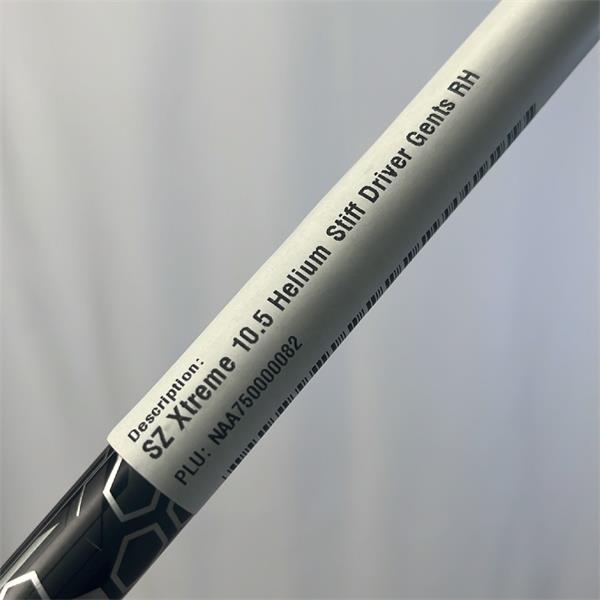 Description:
SZ Xtreme 10.5 Helium Stiff Driver Gents RH
PLU: NAA750000082